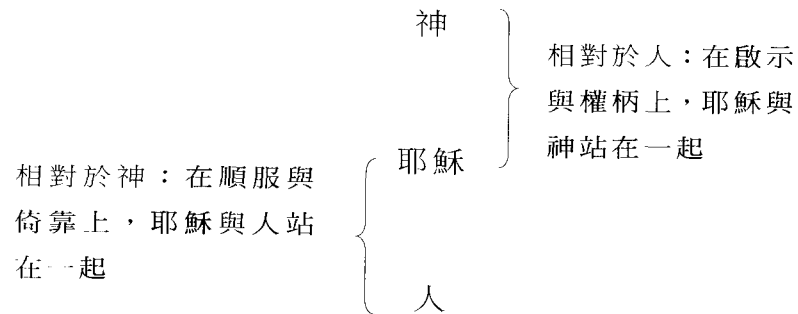 神
相對於人：在啟示
與權柄上，耶穌與
神站在一起
耶穌
相對於神：在順服與
倚靠上，耶穌與人站
在一起
人